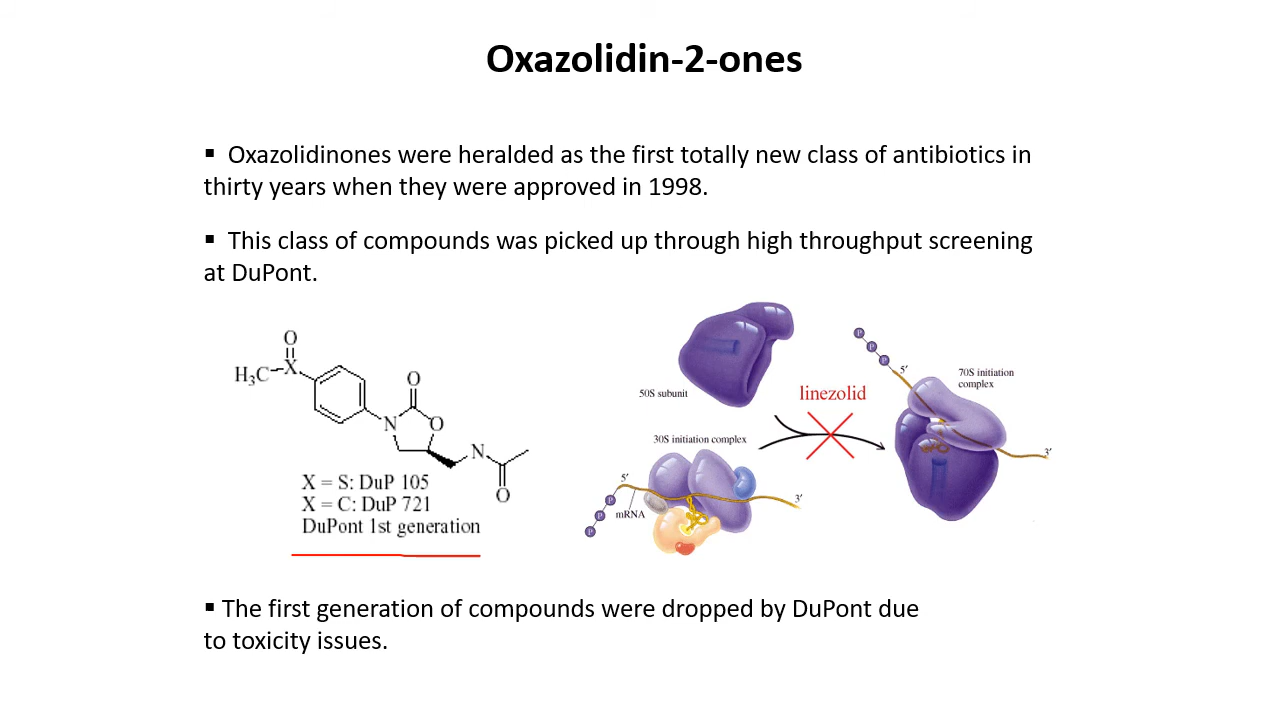 Oxazolidin-2-ones
▪ Oxazolidinones were heralded as the first totally new class of antibiotics in
thirty years when they were approved in 1998.
▪ This class of compounds was picked up through high throughput screening
at DuPont.
O
H₃C
X
O
N
O
N
O
X = S: DuP 105
X = C: DuP 721
DuPont 1st generation
50S subunit
30S initiation complex
5'
mRNA
3'
P
P
P
linezolid
P
P
P
5'
70S initiation
complex
3'
▪ The first generation of compounds were dropped by DuPont due
to toxicity issues.